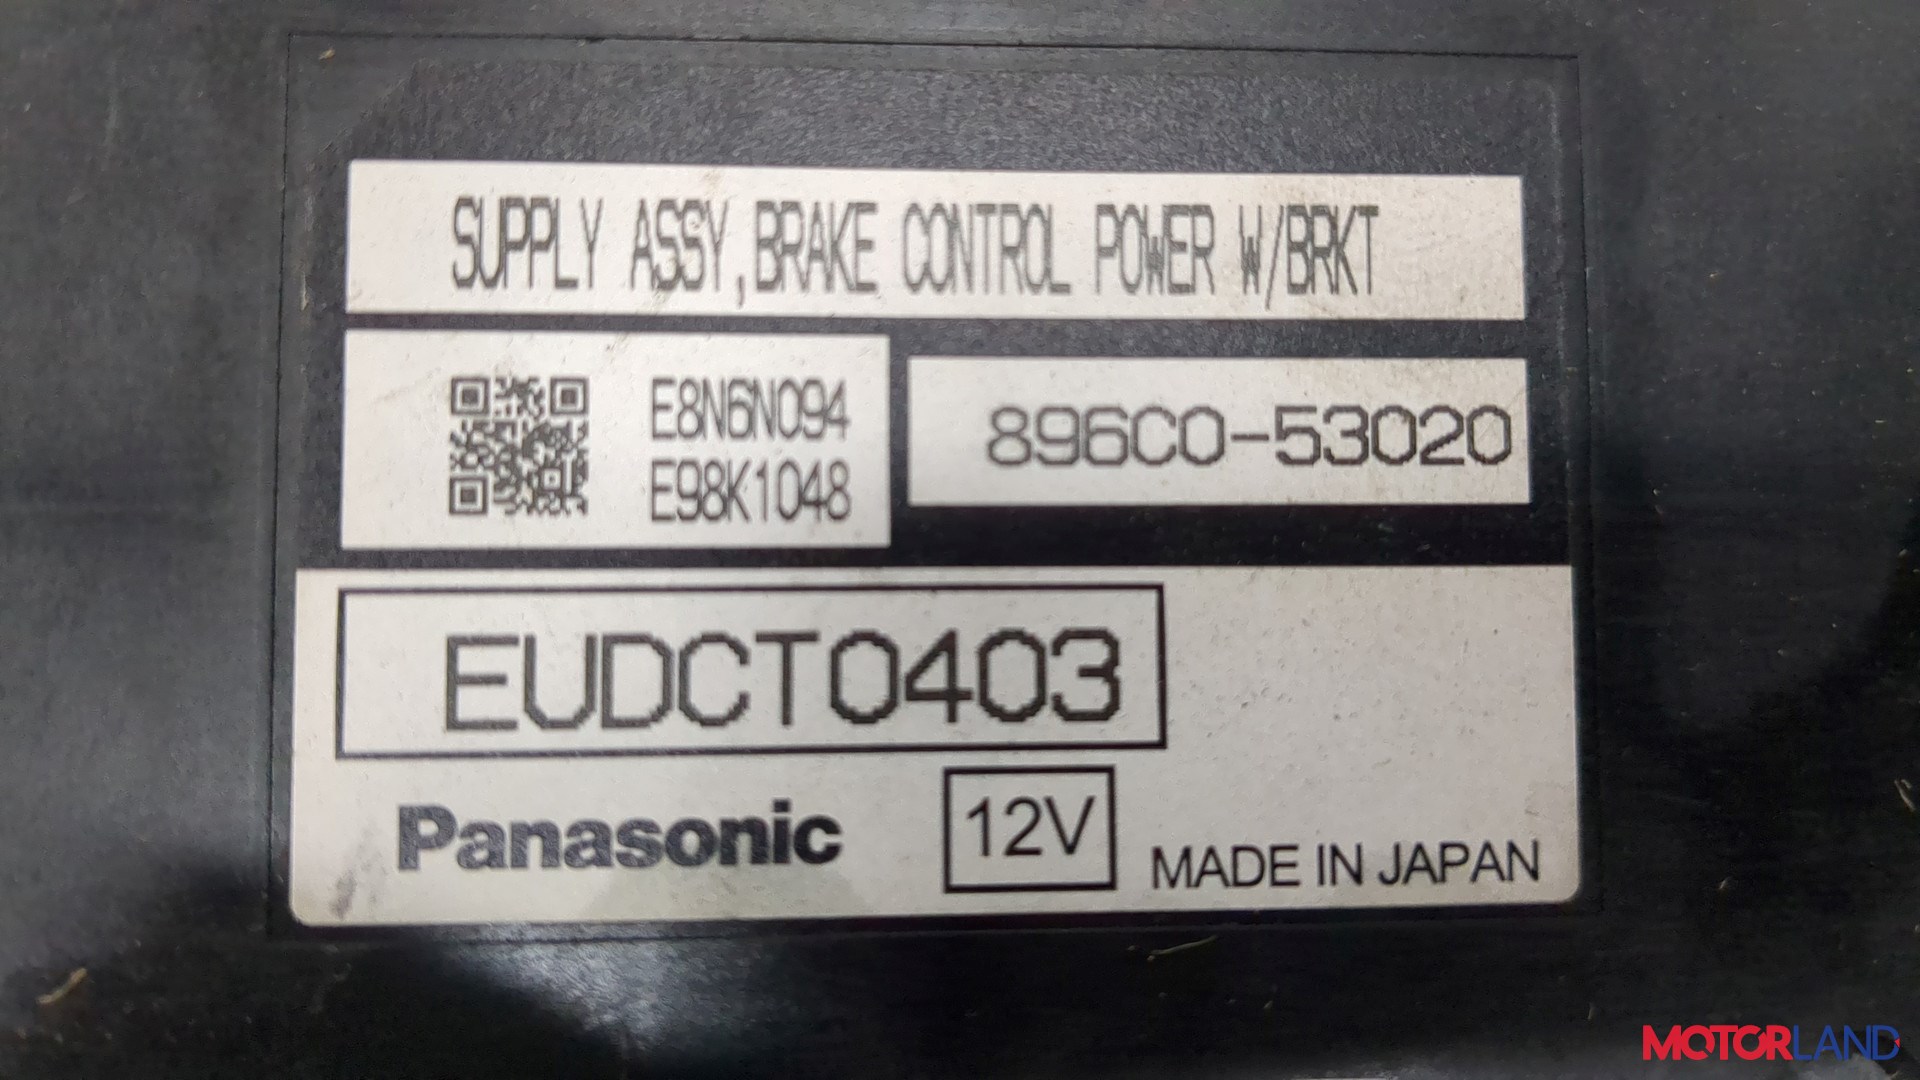 SUPPLY ASSY,BRAKE CONTROL POWER W/BRKT
E8N6N094
E98K1048
896C0-53020
EUDCT0403
Panasonic
12V
MADE IN JAPAN
MOTORLAND